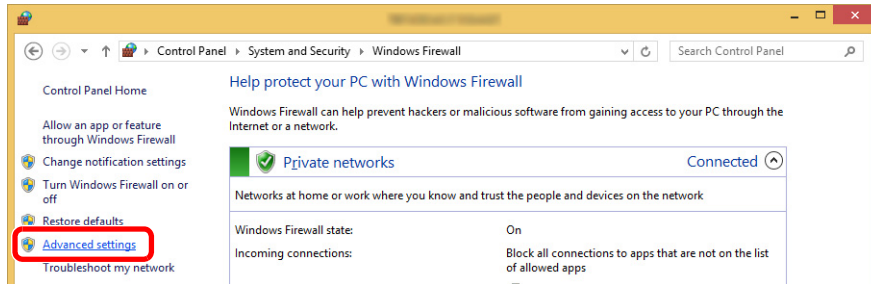 Control Panel
System and Security
Windows Firewall
Search Control Panel
Control Panel Home
Allow an app or feature
through Windows Firewall
Change notification settings
Turn Windows Firewall on or
off
Restore defaults
Advanced settings
Troubleshoot my network
Help protect your PC with Windows Firewall
Windows Firewall can help prevent hackers or malicious software from gaining access to your PC through the
Internet or a network.
Private networks
Connected
Networks at home or work where you know and trust the people and devices on the network
Windows Firewall state:
On
Incoming connections:
Block all connections to apps that are not on the list
of allowed apps